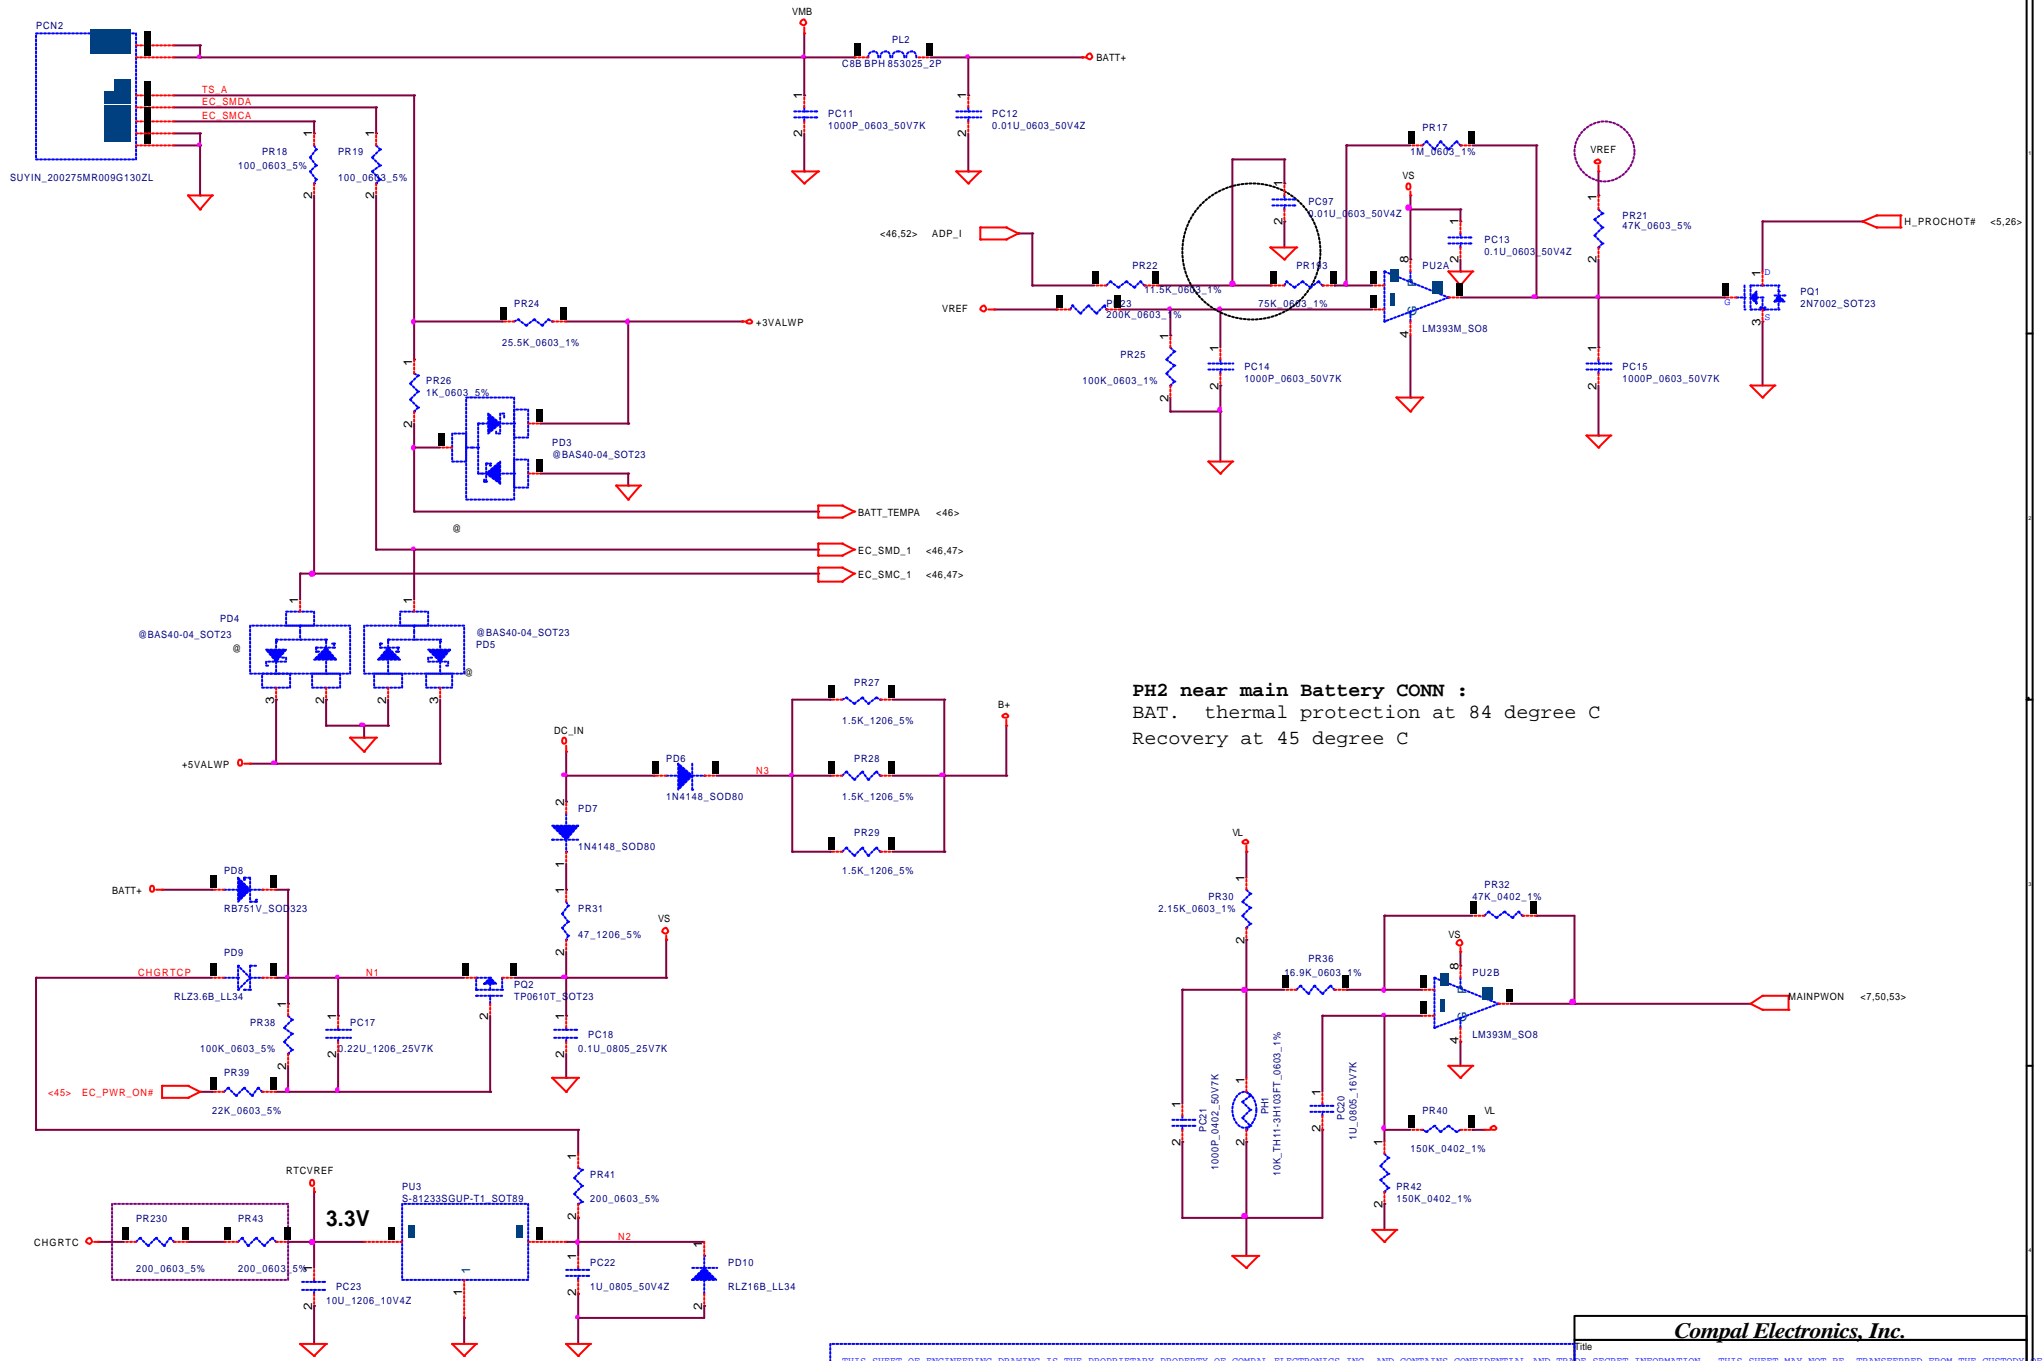 PCN2
SUYIN_200275MR009G130ZL
TS_A
EC_SMDA
EC_SMCA
PR18
100_0603_5%
PR19
100_0603_5%
VMB
PL2
C8B BPH 853025_2P
BATT+
PC11
1000P_0603_50V7K
PC12
0.01U_0603_50V4Z
PR24
25.5K_0603_1%
+3VALWP
PR26
1K_0603_5%
PD3
@BAS40-04_SOT23
@
BATT_TEMPA <46>
EC_SMD_1 <46,47>
EC_SMC_1 <46,47>
PD4
@BAS40-04_SOT23
@
@BAS40-04_SOT23
PD5
@
+5VALWP
<46,52> ADP_I
VREF
PR22
11.5K_0603_1%
200K_0603_1%
PC97
0.01U_0603_50V4Z
PR193
75K_0603_1%
PR25
100K_0603_1%
PC14
1000P_0603_50V7K
PR17
1M_0603_1%
VS
PC13
0.1U_0603_50V4Z
PU2A
LM393M_SO8
VREF
PR21
47K_0603_5%
PC15
1000P_0603_50V7K
H_PROCHOT# <5,26>
PQ1
2N7002_SOT23
PH2 near main Battery CONN :
BAT. thermal protection at 84 degree C
Recovery at 45 degree C
DC_IN
PD6
1N4148_SOD80
N3
PR27
1.5K_1206_5%
PR28
1.5K_1206_5%
PR29
1.5K_1206_5%
B+
PD7
1N4148_SOD80
PR31
47_1206_5%
VS
BATT+
PD8
RB751V_SOD323
CHGRTCP
PD9
RLZ3.6B_LL34
N1
PQ2
TP0610T_SOT23
PR38
100K_0603_5%
PC17
0.22U_1206_25V7K
PC18
0.1U_0805_25V7K
<45> EC_PWR_ON#
PR39
22K_0603_5%
VL
PR30
2.15K_0603_1%
PR36
16.9K_0603_1%
PR32
47K_0402_1%
VS
PU2B
LM393M_SO8
MAINPWON <7,50,53>
PC21
1000P_0402_50V7K
PH1
10K_TH11-3H103FT_0603_1%
PC20
1U_0805_16V7K
PR40
VL
150K_0402_1%
PR42
150K_0402_1%
RTCVREF
3.3V
PU3
S-81233SGUP-T1_SOT89
PR41
200_0603_5%
N2
CHGRTC
PR230
200_0603_5%
PR43
200_0603_5%
PC23
10U_1206_10V4Z
PC22
1U_0805_50V4Z
PD10
RLZ16B_LL34
Compal Electronics, Inc.
Title